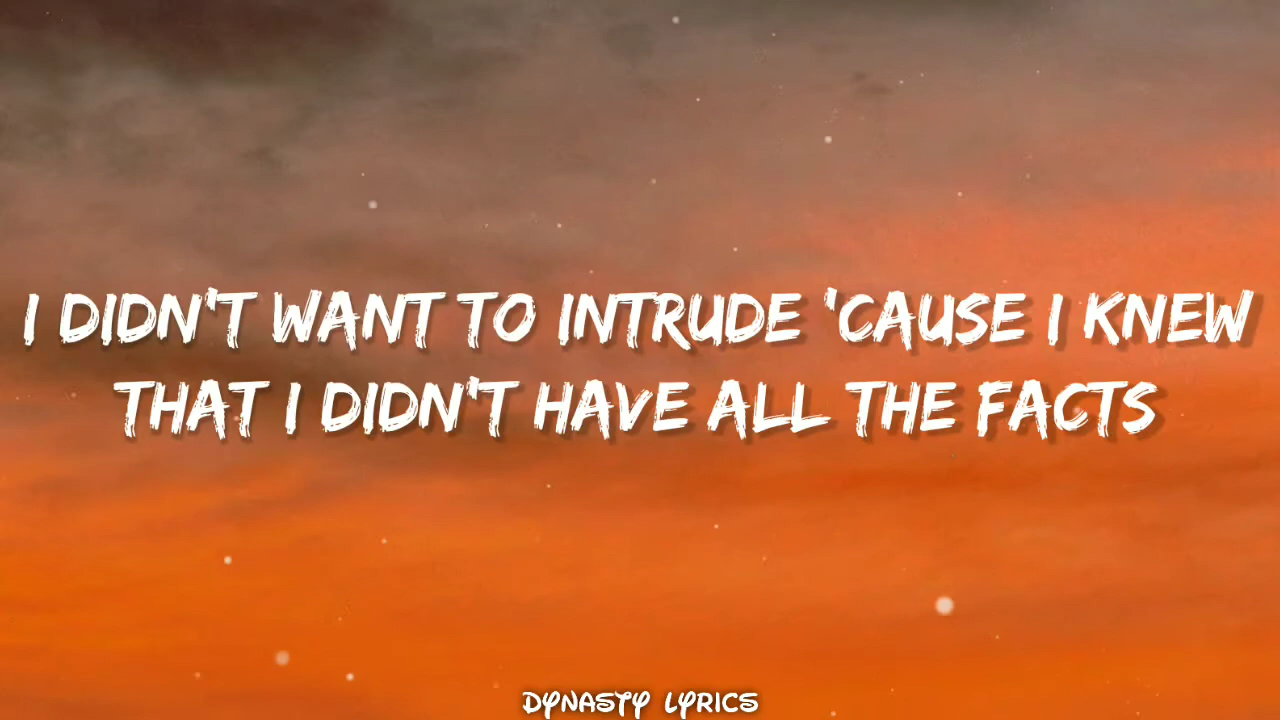 I DIDN'T WANT TO INTRUDE 'CAUSE I KNEW
THAT I DIDN'T HAVE ALL THE FACTS
DYNASTY LYRICS